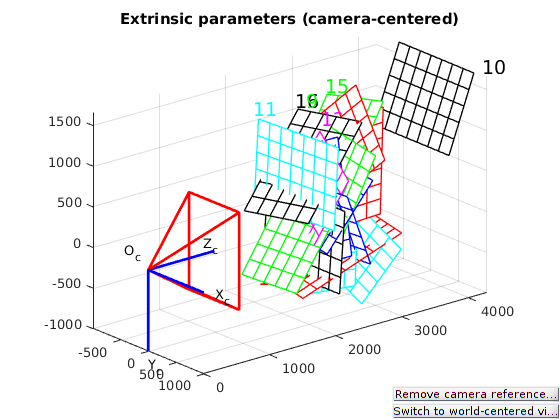 Extrinsic parameters (camera-centered)
10
15
16
11
1500
1000
500
0
-500
-1000
O c
Z c
X c
Y c
-500
0
500
1000
0
1000
2000
3000
4000
Remove camera reference...
Switch to world-centered vi...